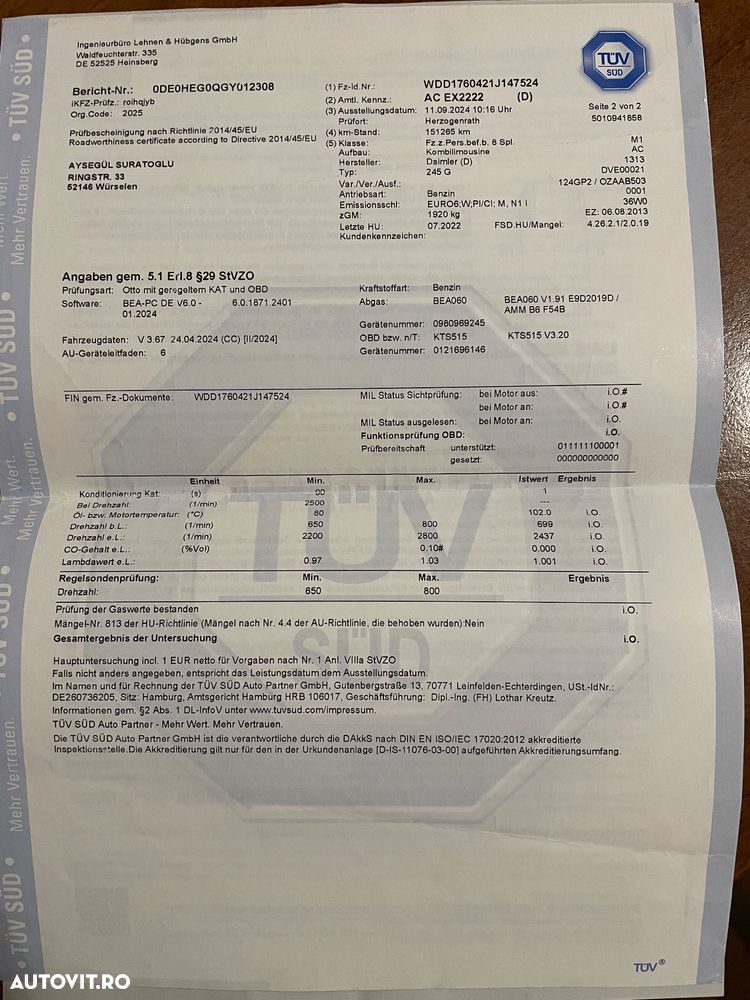 Ingenieurbüro Lehnen & Hübgens GmbH
Waldfeuchterstr. 335
DE 52525 Heinsberg
TÜV
SÜD
Bericht-Nr.: 0DE0HEG0QGY012308
iKFZ-Prüfz.: roihqjyb
Org.Code: 2025
Prüfbescheinigung nach Richtlinie 2014/45/EU
Roadworthiness certificate according to Directive 2014/45/EU
AYSEGÜL SURATOGLU
RINGSTR. 33
52146 Würselen
(1) Fz-Id.Nr.: WDD1760421J147524
(2) Amtl. Kennz.: AC EX2222 (D)
(3) Ausstellungsdatum: 11.09.2024 10:16 Uhr Seite 2 von 2
Prüfort: Herzogenrath 5010941858
(4) km-Stand: 151265 km
(5) Klasse: Fz.z.Pers.bef.b. 8 Spl. M1
Aufbau: Kombilimousine AC
Hersteller: Daimler (D) 1313
Typ: 245 G DVE00021
Var./Ver./Ausf.: 124GP2 / OZAAB503
Antriebsart: Benzin 0001
Emissionsschl: EURO6;W;PI/CI; M, N1 I 36W0
zGM: 1920 kg EZ: 06.08.2013
Letzte HU: 07.2022 FSD.HU/Mangel: 4.26.2.1/2.0.19
Kundenkennzeichen:
Angaben gem. 5.1 Erl.8 §29 StVZO
Prüfungsart: Otto mit geregeltem KAT und OBD Kraftstoffart: Benzin
Software: BEA-PC DE V6.0 - 6.0.1871.2401 Abgas: BEA060 BEA060 V1.91 E9D2019D /
01.2024 AMM B6 F54B
Gerätenummer: 0980969245
Fahrzeugdaten: V 3.67 24.04.2024 (CC) [II/2024] OBD bzw. n/T: KTS515 KTS515 V3.20
AU-Geräteleitfaden: 6 Gerätenummer: 0121696146
FIN gem. Fz.-Dokumente: WDD1760421J147524 MIL Status Sichtprüfung: bei Motor aus: i.O.#
bei Motor an: i.O.#
MIL Status ausgelesen: bei Motor an: i.O.
Funktionsprüfung OBD: i.O.
Prüfbereitschaft unterstützt: 011111100001
gesetzt: 000000000000
Einheit Min. Max. Istwert Ergebnis
Konditionierung Kat: (s) 90 1
Bei Drehzahl: (1/min) 2500 ---
Öl- bzw. Motortemperatur: (°C) 80 102.0 i.O.
Drehzahl b.L.: (1/min) 650 800 699 i.O.
Drehzahl e.L.: (1/min) 2200 2800 2437 i.O.
CO-Gehalt e.L.: (%Vol) 0.10# 0.000 i.O.
Lambdawert e.L.: 0.97 1.03 1.001 i.O.
Regelsondenprüfung: Min. Max. Ergebnis
Drehzahl: 650 800
Prüfung der Gaswerte bestanden i.O.
Mängel-Nr. 813 der HU-Richtlinie (Mängel nach Nr. 4.4 der AU-Richtlinie, die behoben wurden):Nein
Gesamtergebnis der Untersuchung i.O.
Hauptuntersuchung incl. 1 EUR netto für Vorgaben nach Nr. 1 Anl. VIIIa StVZO
Falls nicht anders angegeben, entspricht das Leistungsdatum dem Ausstellungsdatum.
Im Namen und für Rechnung der TÜV SÜD Auto Partner GmbH, Gutenbergstraße 13, 70771 Leinfelden-Echterdingen, USt.-IdNr.:
DE260736205, Sitz: Hamburg, Amtsgericht Hamburg HRB 106017, Geschäftsführung: Dipl.-Ing. (FH) Lothar Kreutz.
Informationen gem. §2 Abs. 1 DL-InfoV unter www.tuvsud.com/impressum.
TÜV SÜD Auto Partner - Mehr Wert. Mehr Vertrauen.
Die TÜV SÜD Auto Partner GmbH ist die verantwortliche durch die DAkkS nach DIN EN ISO/IEC 17020:2012 akkreditierte
Inspektionsstelle.Die Akkreditierung gilt nur für den in der Urkundenanlage [D-IS-11076-03-00] aufgeführten Akkreditierungsumfang.
TÜV
SÜD
TÜV®
• TÜV SÜD •
Mehr Wert.
Mehr Vertrauen.
• TÜV SÜD •
Mehr Wert.
Mehr Vertrauen.
TÜV SÜD •
Mehr Vertrauen.
• TÜV SÜD •
AUTOVIT.RO